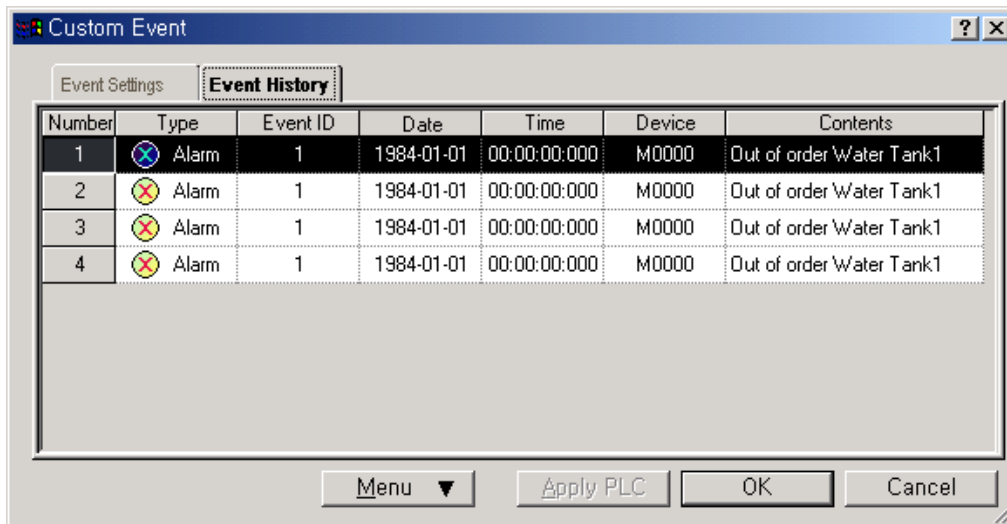 Custom Event
? X
Event Settings Event History
Number Type Event ID Date Time Device Contents
1 Alarm 1 1984-01-01 00:00:00:000 M0000 Out of order Water Tank1
2 Alarm 1 1984-01-01 00:00:00:000 M0000 Out of order Water Tank1
3 Alarm 1 1984-01-01 00:00:00:000 M0000 Out of order Water Tank1
4 Alarm 1 1984-01-01 00:00:00:000 M0000 Out of order Water Tank1
Menu ▼ Apply PLC OK Cancel